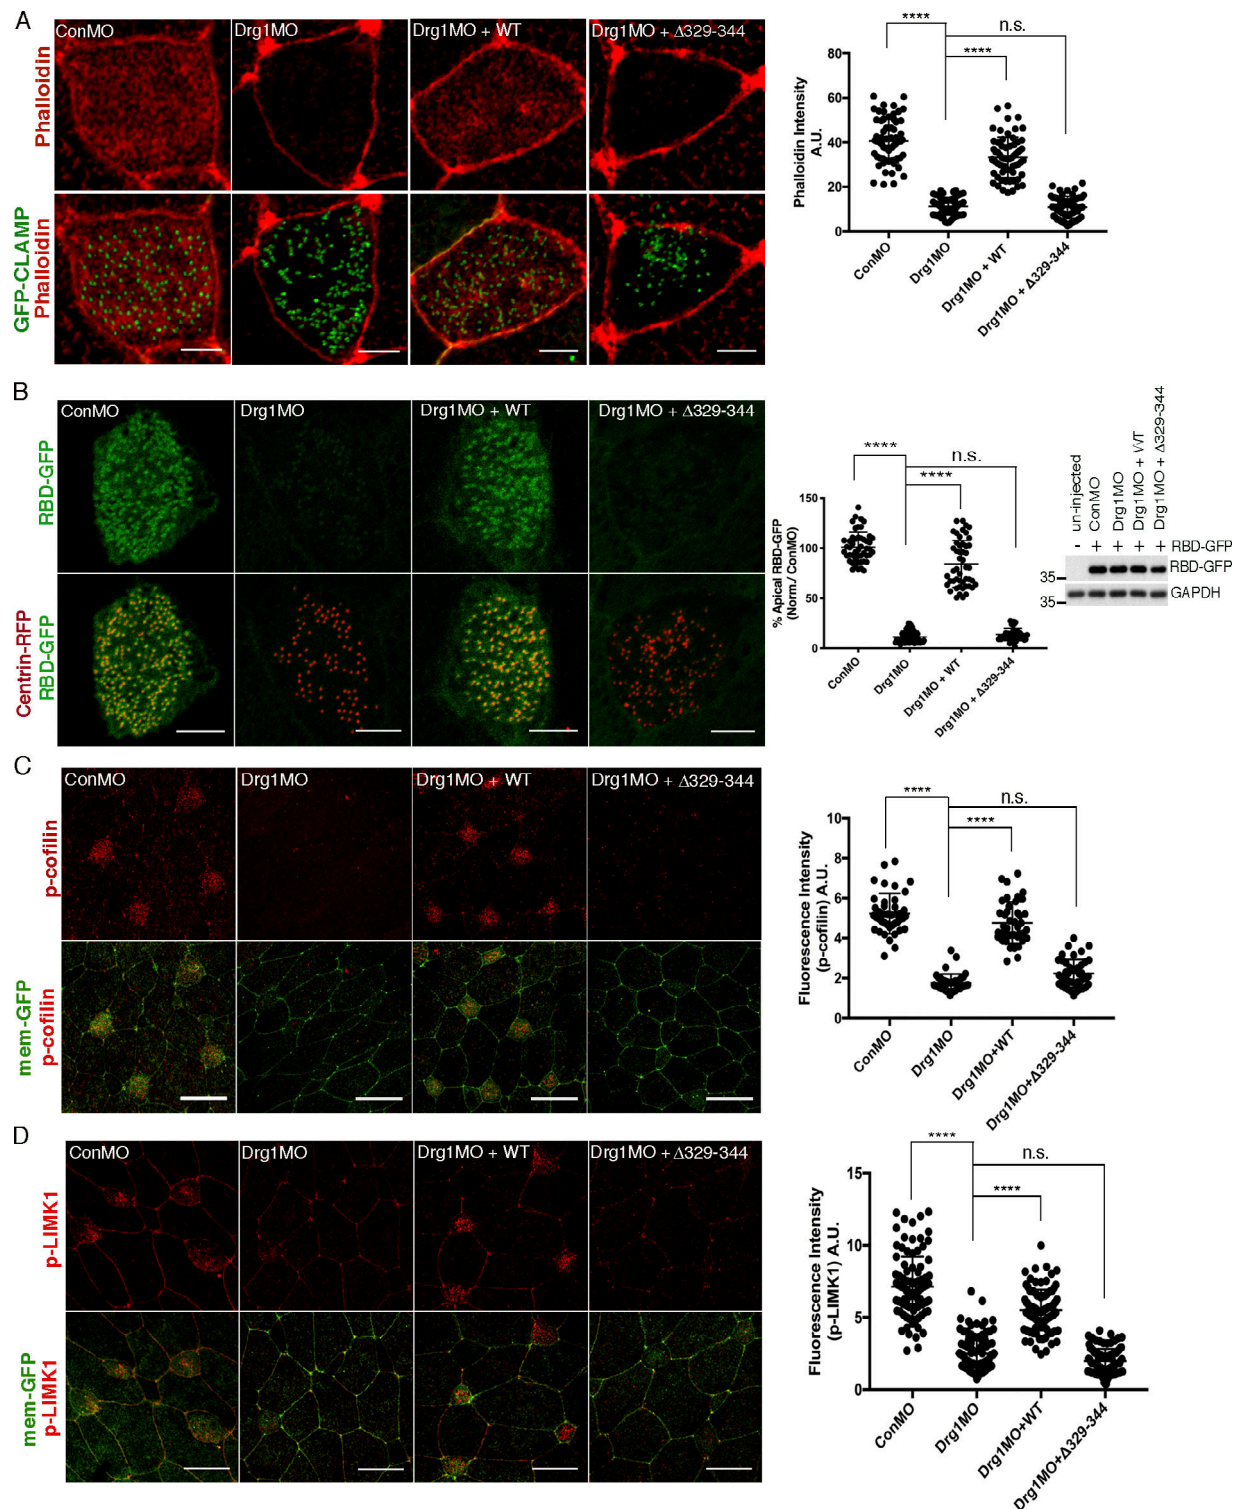 A
ConMO
Drg1MO
Drg1MO + WT
Drg1MO + Δ329-344
Phalloidin
GFP-CLAMP
Phalloidin
****
n.s.
****
Phalloidin Intensity
A.U.
80
60
40
20
0
ConMO
Drg1MO
Drg1MO + WT
Drg1MO + Δ329-344
B
ConMO
Drg1MO
Drg1MO + WT
Drg1MO + Δ329-344
RBD-GFP
Centrin-RFP
RBD-GFP
****
n.s.
****
% Apical RBD-GFP
(Norm./ ConMO)
150
100
50
0
ConMO
Drg1MO
Drg1MO + WT
Drg1MO + Δ329-344
un-injected
ConMO
Drg1MO
Drg1MO + WT
Drg1MO + Δ329-344
- + + + + RBD-GFP
35 RBD-GFP
35 GAPDH
C
ConMO
Drg1MO
Drg1MO + WT
Drg1MO + Δ329-344
p-cofilin
mem-GFP
p-cofilin
****
n.s.
****
Fluorescence Intensity
(p-cofilin) A.U.
10
8
6
4
2
0
ConMO
Drg1MO
Drg1MO+WT
Drg1MO+Δ329-344
D
ConMO
Drg1MO
Drg1MO + WT
Drg1MO + Δ329-344
p-LIMK1
mem-GFP
p-LIMK1
****
n.s.
****
Fluorescence Intensity
(p-LIMK1) A.U.
15
10
5
0
ConMO
Drg1MO
Drg1MO+WT
Drg1MO+Δ329-344